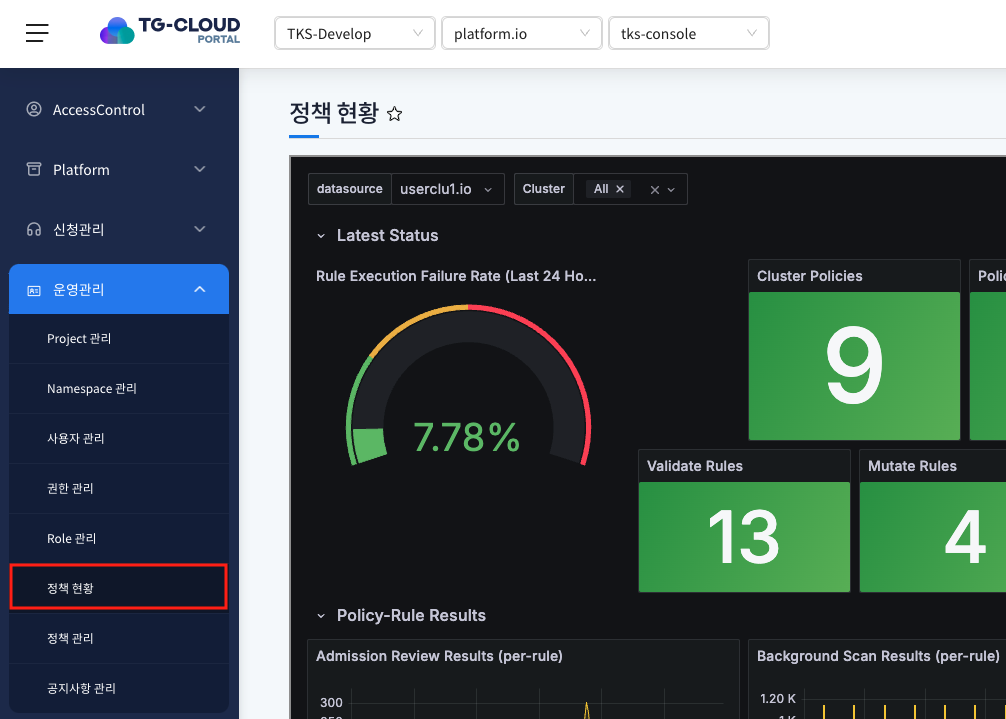 TG-CLOUD
PORTAL
TKS-Develop
platform.io
tks-console
AccessControl
Platform
신청관리
운영관리
Project 관리
Namespace 관리
사용자 관리
권한 관리
Role 관리
정책 현황
정책 관리
공지사항 관리
정책 현황
datasource
userclu1.io
Cluster
All
Latest Status
Rule Execution Failure Rate (Last 24 Ho...
7.78%
Cluster Policies
9
Polic
Validate Rules
13
Mutate Rules
4
Policy-Rule Results
Admission Review Results (per-rule)
300
Background Scan Results (per-rule)
1.20 K